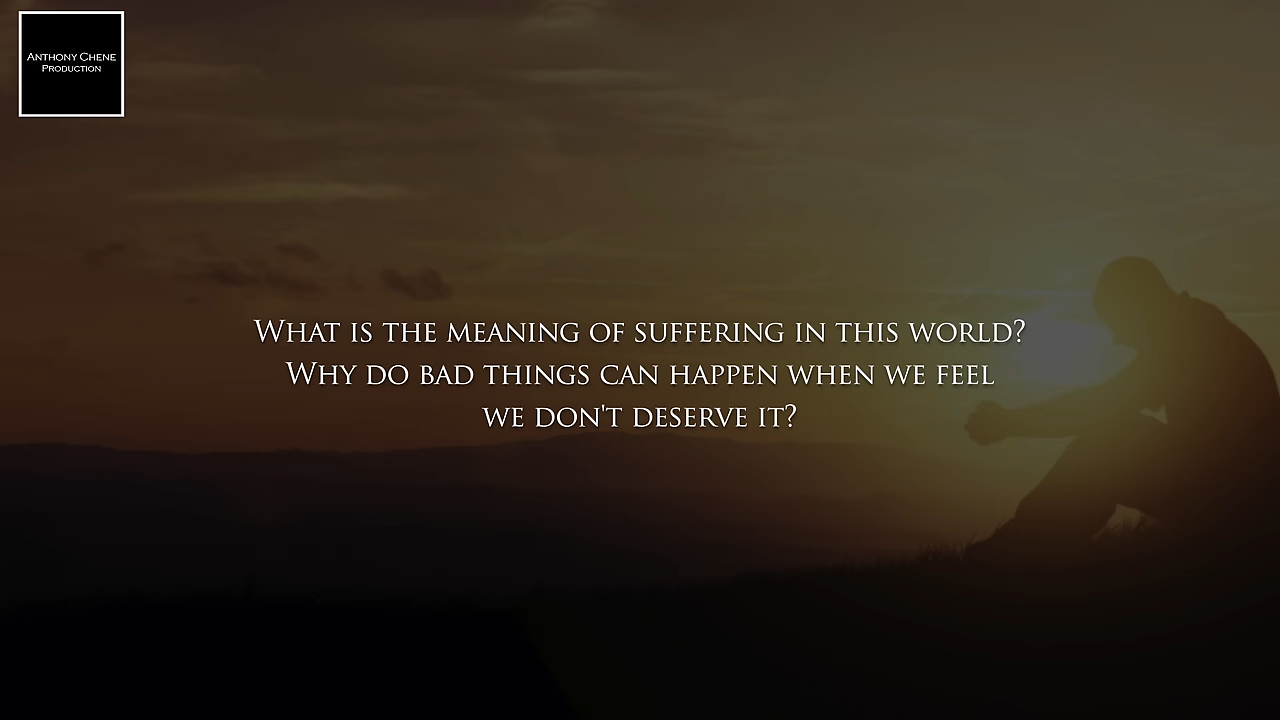 Anthony Chene
Production
What is the meaning of suffering in this world?
Why do bad things can happen when we feel
we don't deserve it?